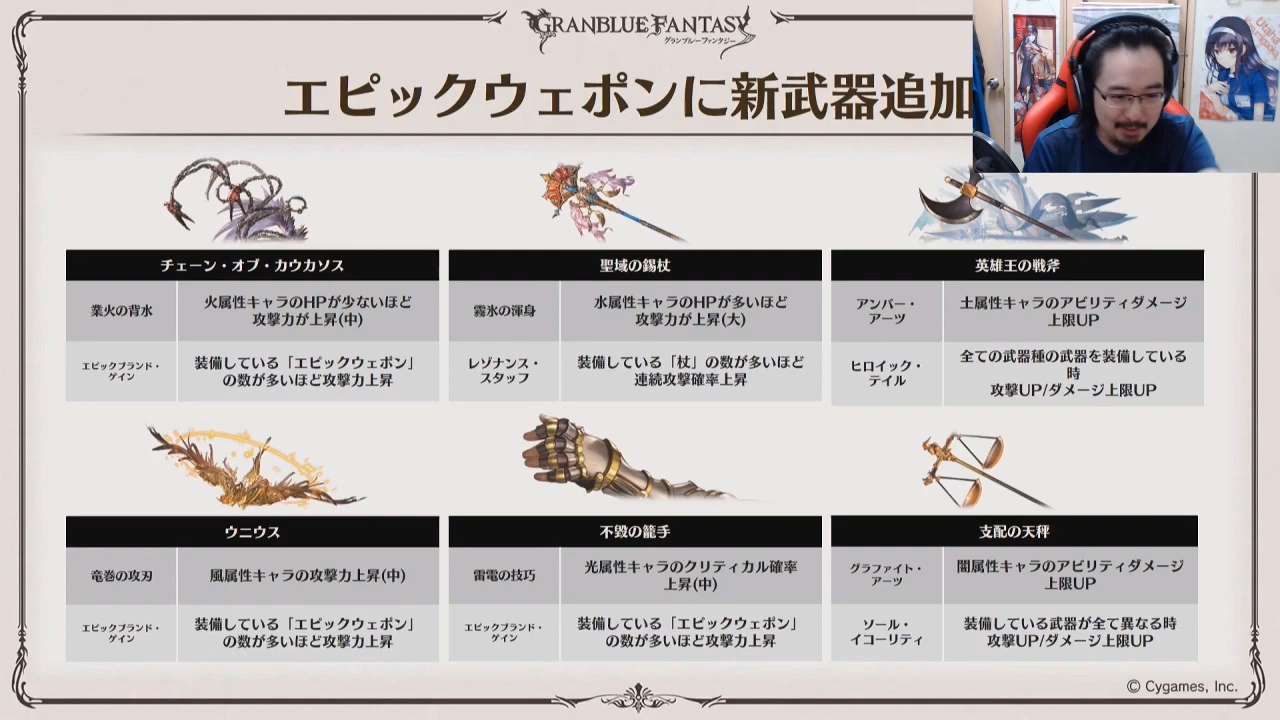 GRANBLUE FANTASY
グランブルーファンタジー
エピックウェポンに新武器追加
チェーン・オブ・カウカソス
業火の背水
火属性キャラのHPが少ないほど
攻撃力が上昇(中)
エピックブランド・
ゲイン
装備している「エピックウェポン」
の数が多いほど攻撃力上昇
聖域の錫杖
霧氷の渾身
水属性キャラのHPが多いほど
攻撃力が上昇(大)
レゾナンス・
スタッフ
装備している「杖」の数が多いほど
連続攻撃確率上昇
英雄王の戦斧
アンバー・
アーツ
土属性キャラのアビリティダメージ
上限UP
ヒロイック・
テイル
全ての武器種の武器を装備している
時
攻撃UP/ダメージ上限UP
ウニウス
竜巻の攻刃
風属性キャラの攻撃力上昇(中)
エピックブランド・
ゲイン
装備している「エピックウェポン」
の数が多いほど攻撃力上昇
不毀の籠手
雷電の技巧
光属性キャラのクリティカル確率
上昇(中)
エピックブランド・
ゲイン
装備している「エピックウェポン」
の数が多いほど攻撃力上昇
支配の天秤
グラファイト・
アーツ
闇属性キャラのアビリティダメージ
上限UP
ソール・
イコーリティ
装備している武器が全て異なる時
攻撃UP/ダメージ上限UP
© Cygames, Inc.